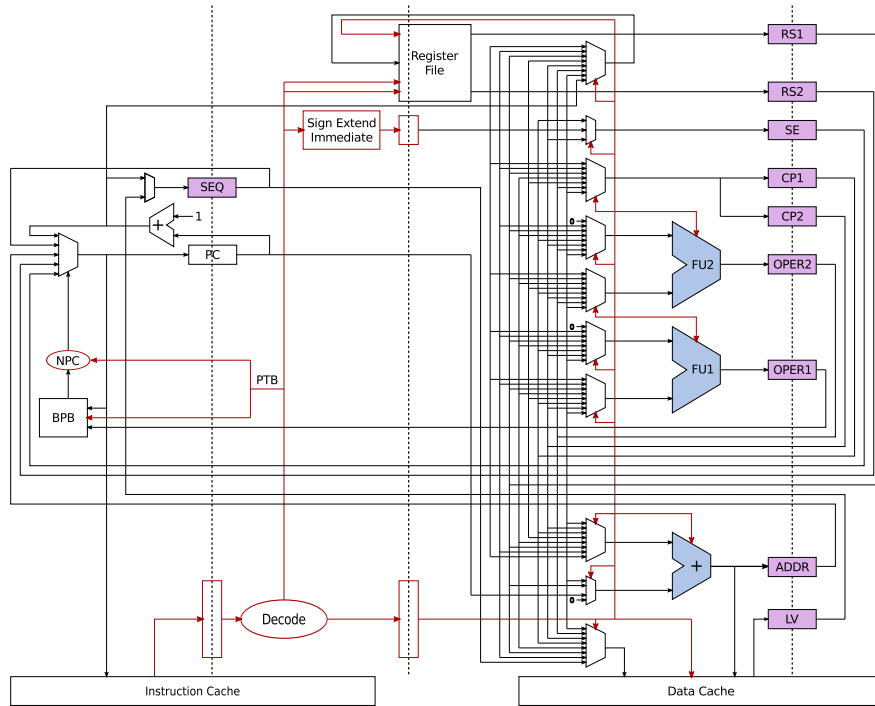 RS1
Register
File
RS2
Sign Extend
Immediate
SE
CP1
SEQ
CP2
1
+
0
PC
FU2
OPER2
0
NPC
PTB
FU1
OPER1
BPB
+
ADDR
0
Decode
LV
Instruction Cache
Data Cache